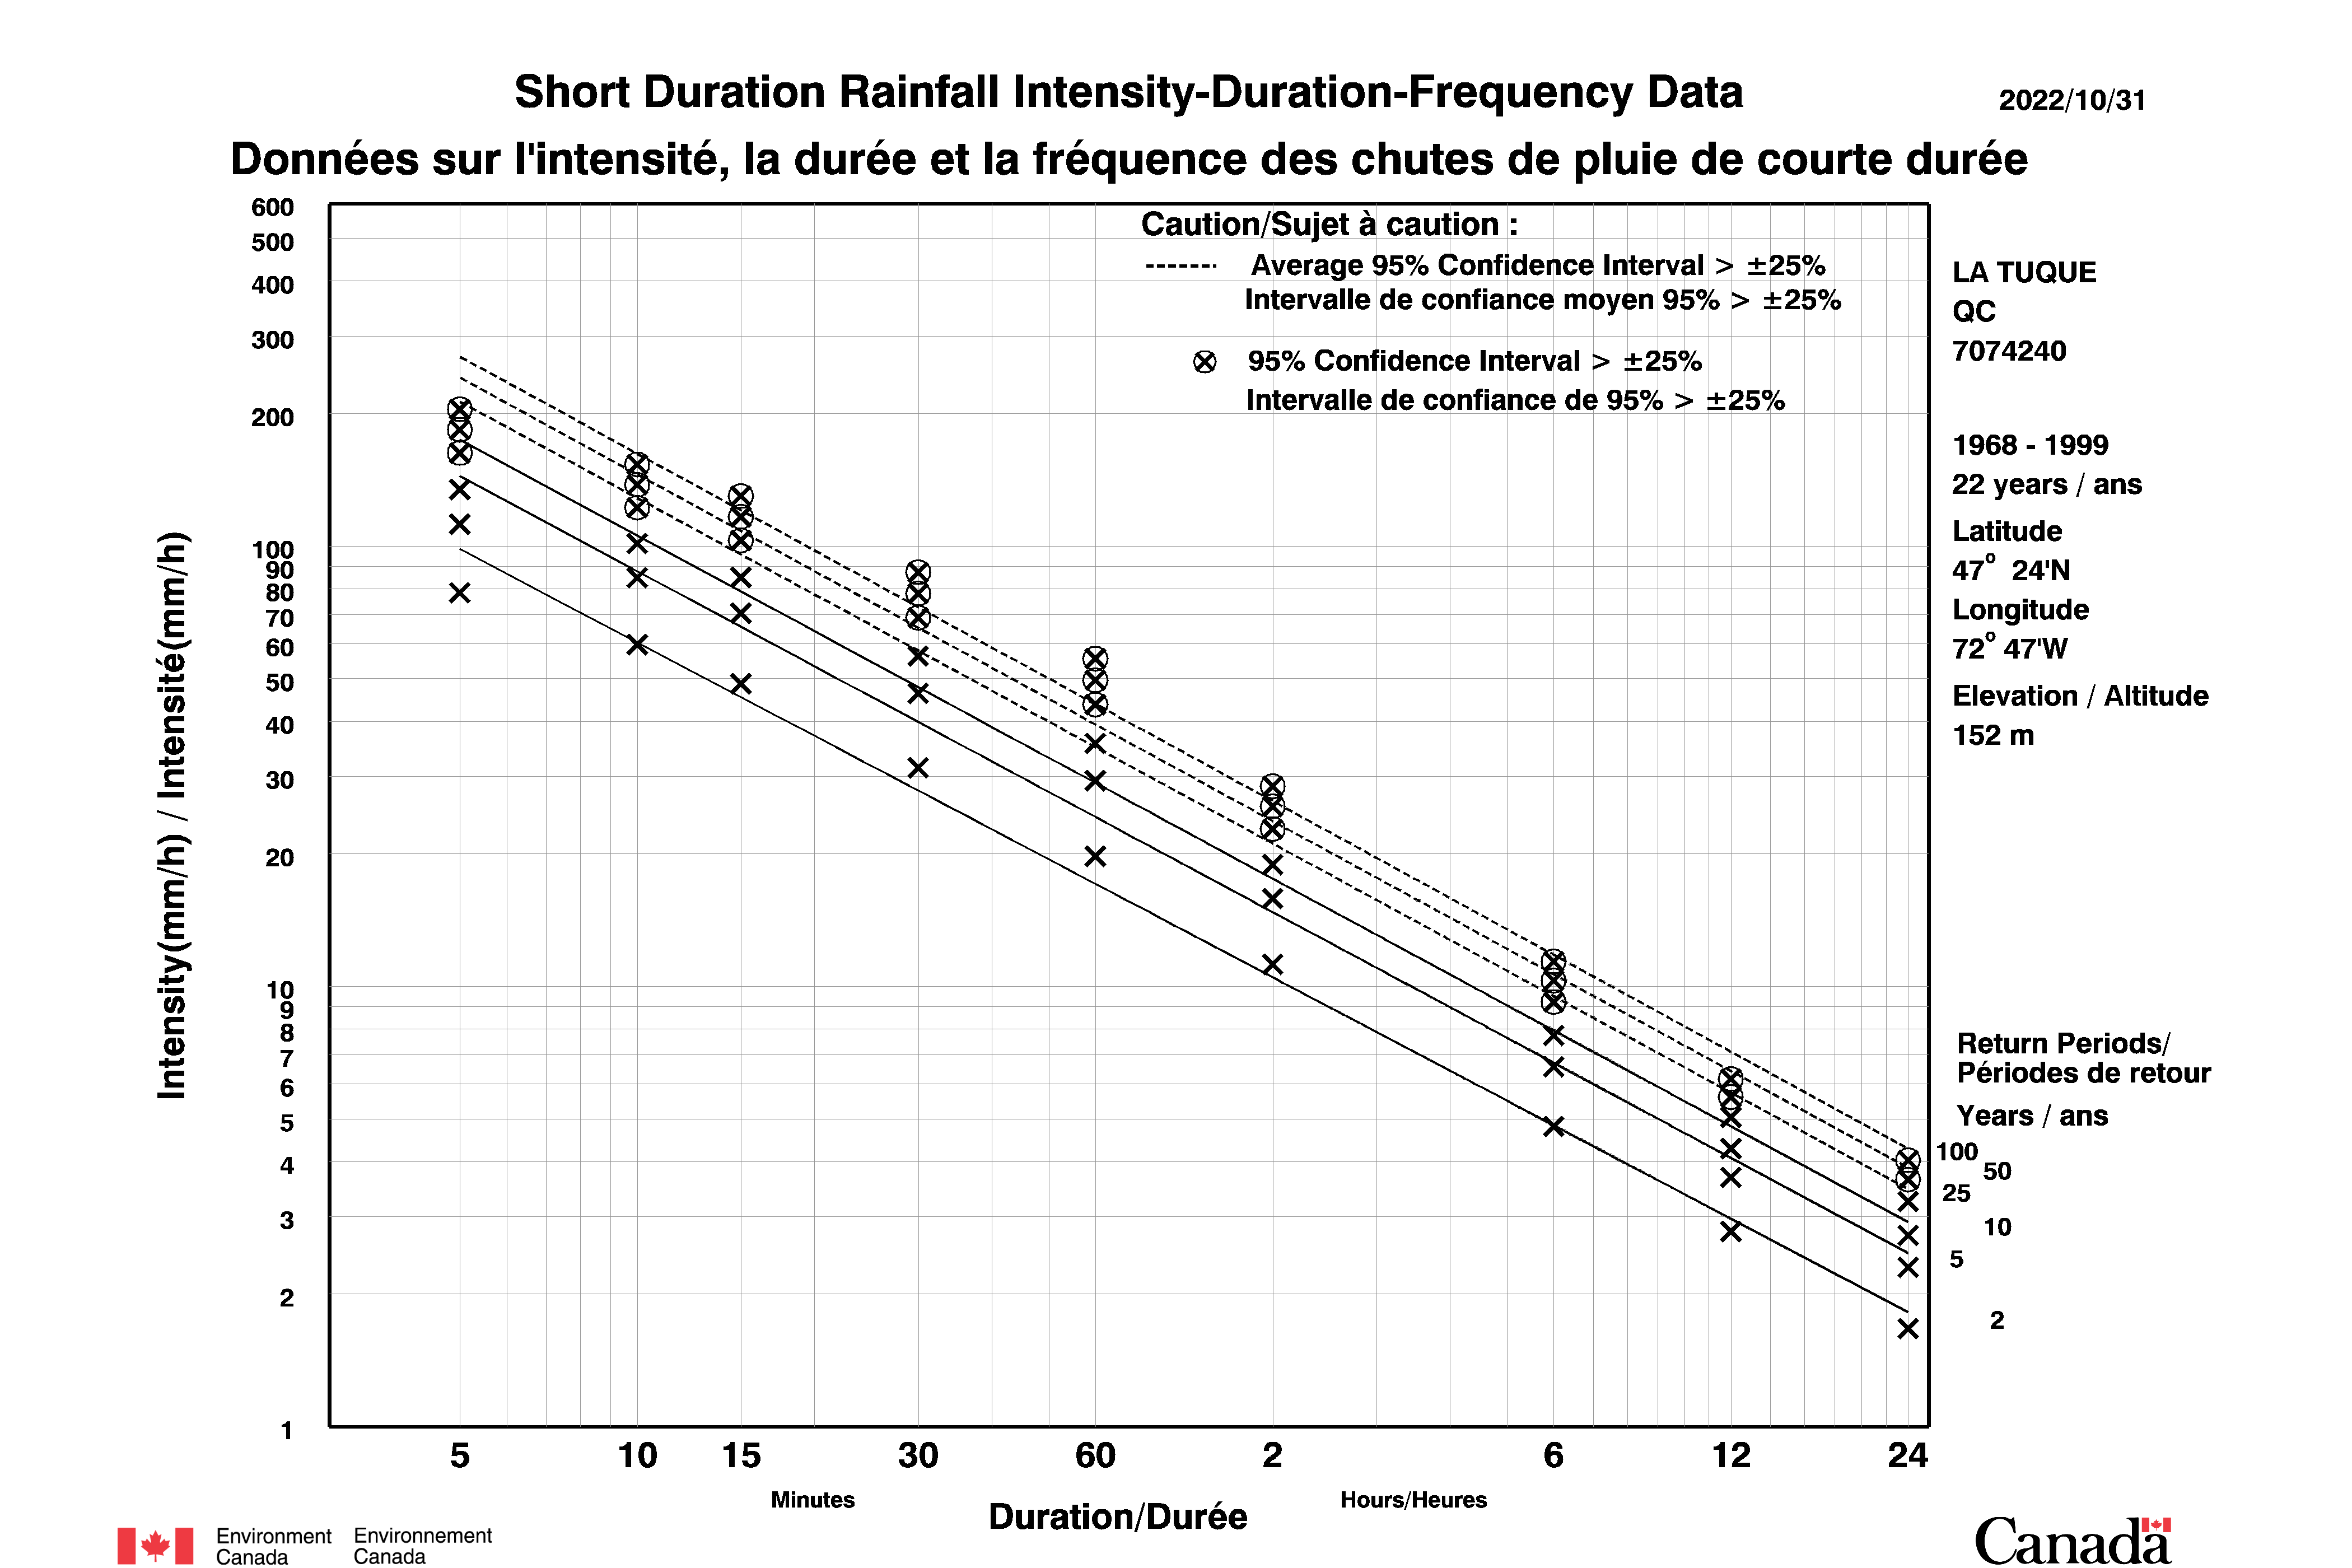 Short Duration Rainfall Intensity-Duration-Frequency Data
2022/10/31
Données sur l'intensité, la durée et la fréquence des chutes de pluie de courte durée
Caution/Sujet à caution :
Average 95% Confidence Interval > ±25%
Intervalle de confiance moyen 95% > ±25%
95% Confidence Interval > ±25%
Intervalle de confiance de 95% > ±25%
LA TUQUE
QC
7074240
1968 - 1999
22 years / ans
Latitude
47° 24'N
Longitude
72° 47'W
Elevation / Altitude
152 m
Return Periods/
Périodes de retour
Years / ans
100
50
25
10
5
2
Intensity(mm/h) / Intensité(mm/h)
600
500
400
300
200
100
90
80
70
60
50
40
30
20
10
9
8
7
6
5
4
3
2
1
5 10 15 30 60 2 6 12 24
Minutes
Hours/Heures
Duration/Durée
Environment
Canada
Environnement
Canada
Canada